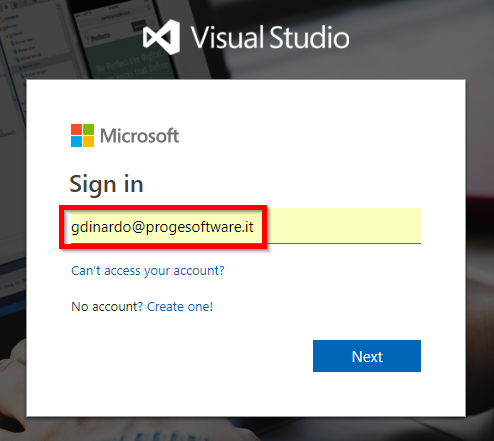 Visual Studio
Microsoft
Sign in
gdinardo@progesoftware.it
Can't access your account?
No account? Create one!
Next